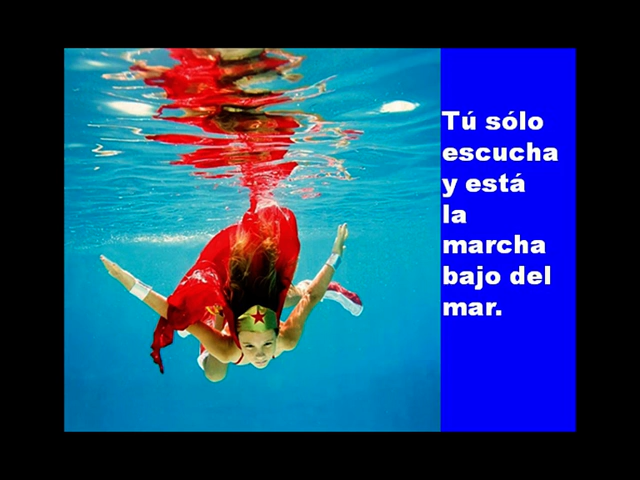 Tú sólo
escucha
y está
la
marcha
bajo del
mar.